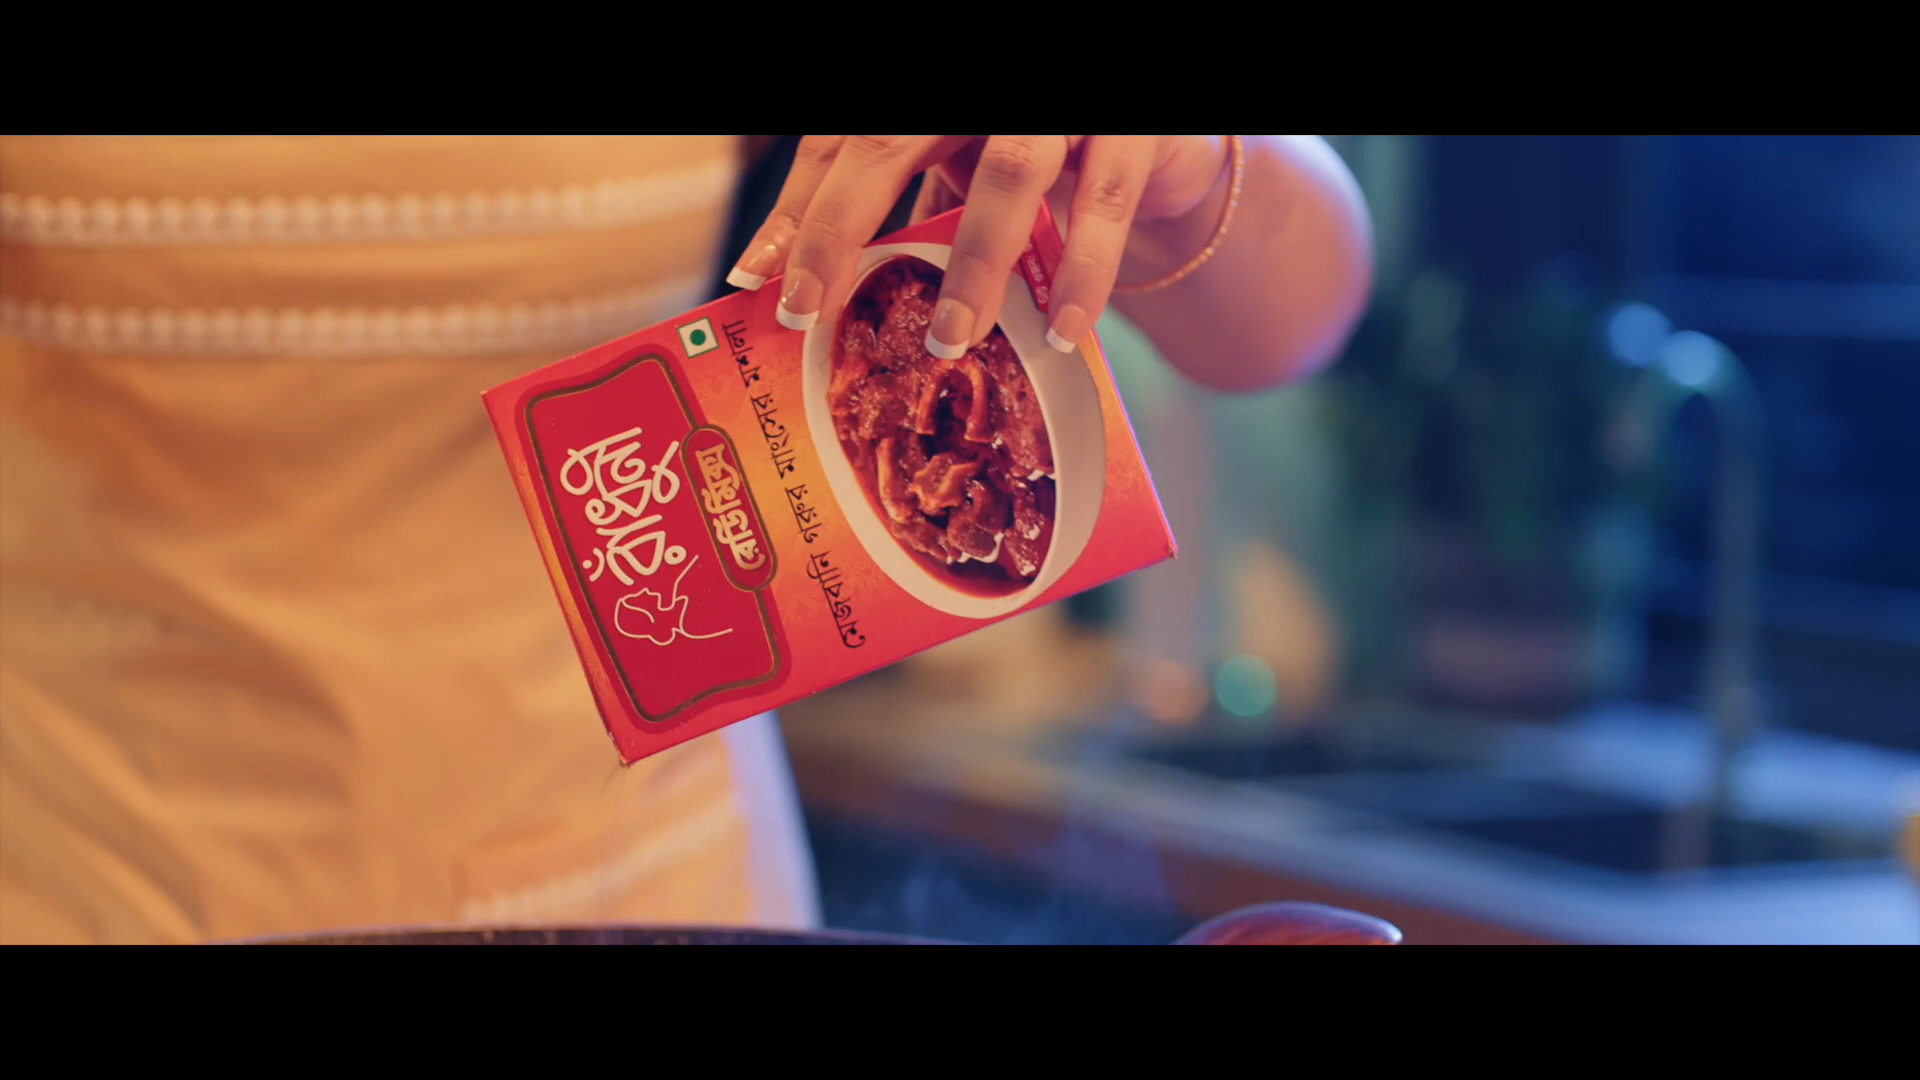 রাঁধুনী
রেডিমিক্স
মেজবানি গরুর মাংসের মসলা